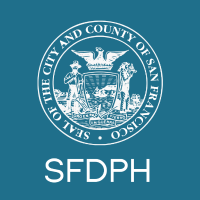 SEAL OF THE CITY AND COUNTY OF SAN FRANCISCO
SFDPH